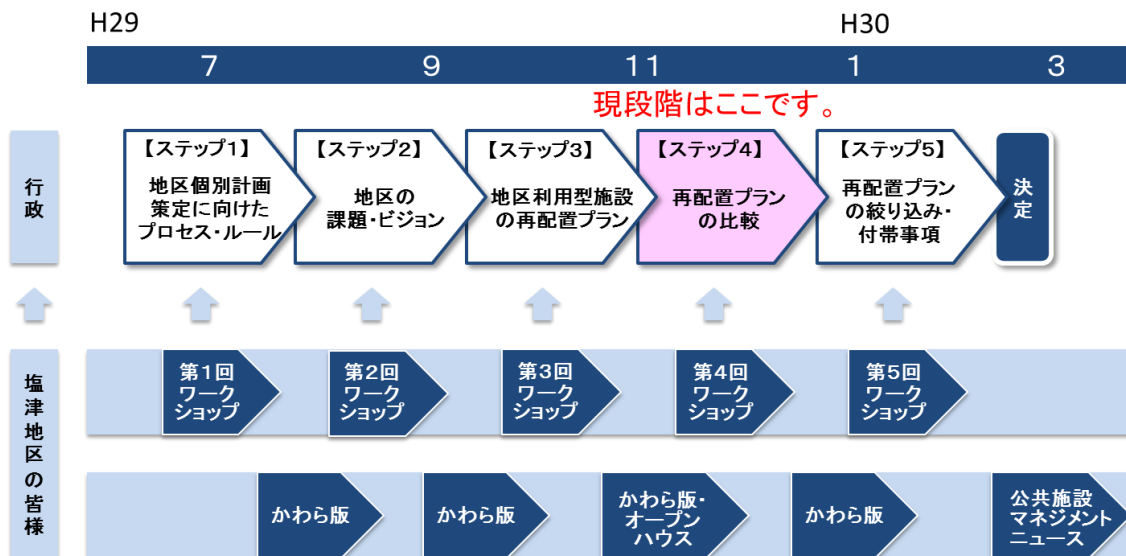 H29
H30
7
9
11
1
3
現段階はここです。
行政
【ステップ1】
地区個別計画
策定に向けた
プロセス・ルール
【ステップ2】
地区の
課題・ビジョン
【ステップ3】
地区利用型施設
の再配置プラン
【ステップ4】
再配置プラン
の比較
【ステップ5】
再配置プラン
の絞り込み・
付帯事項
決定
塩津地区の皆様
第1回
ワーク
ショップ
第2回
ワーク
ショップ
第3回
ワーク
ショップ
第4回
ワーク
ショップ
第5回
ワーク
ショップ
かわら版
かわら版
かわら版・
オープン
ハウス
かわら版
公共施設
マネジメント
ニュース